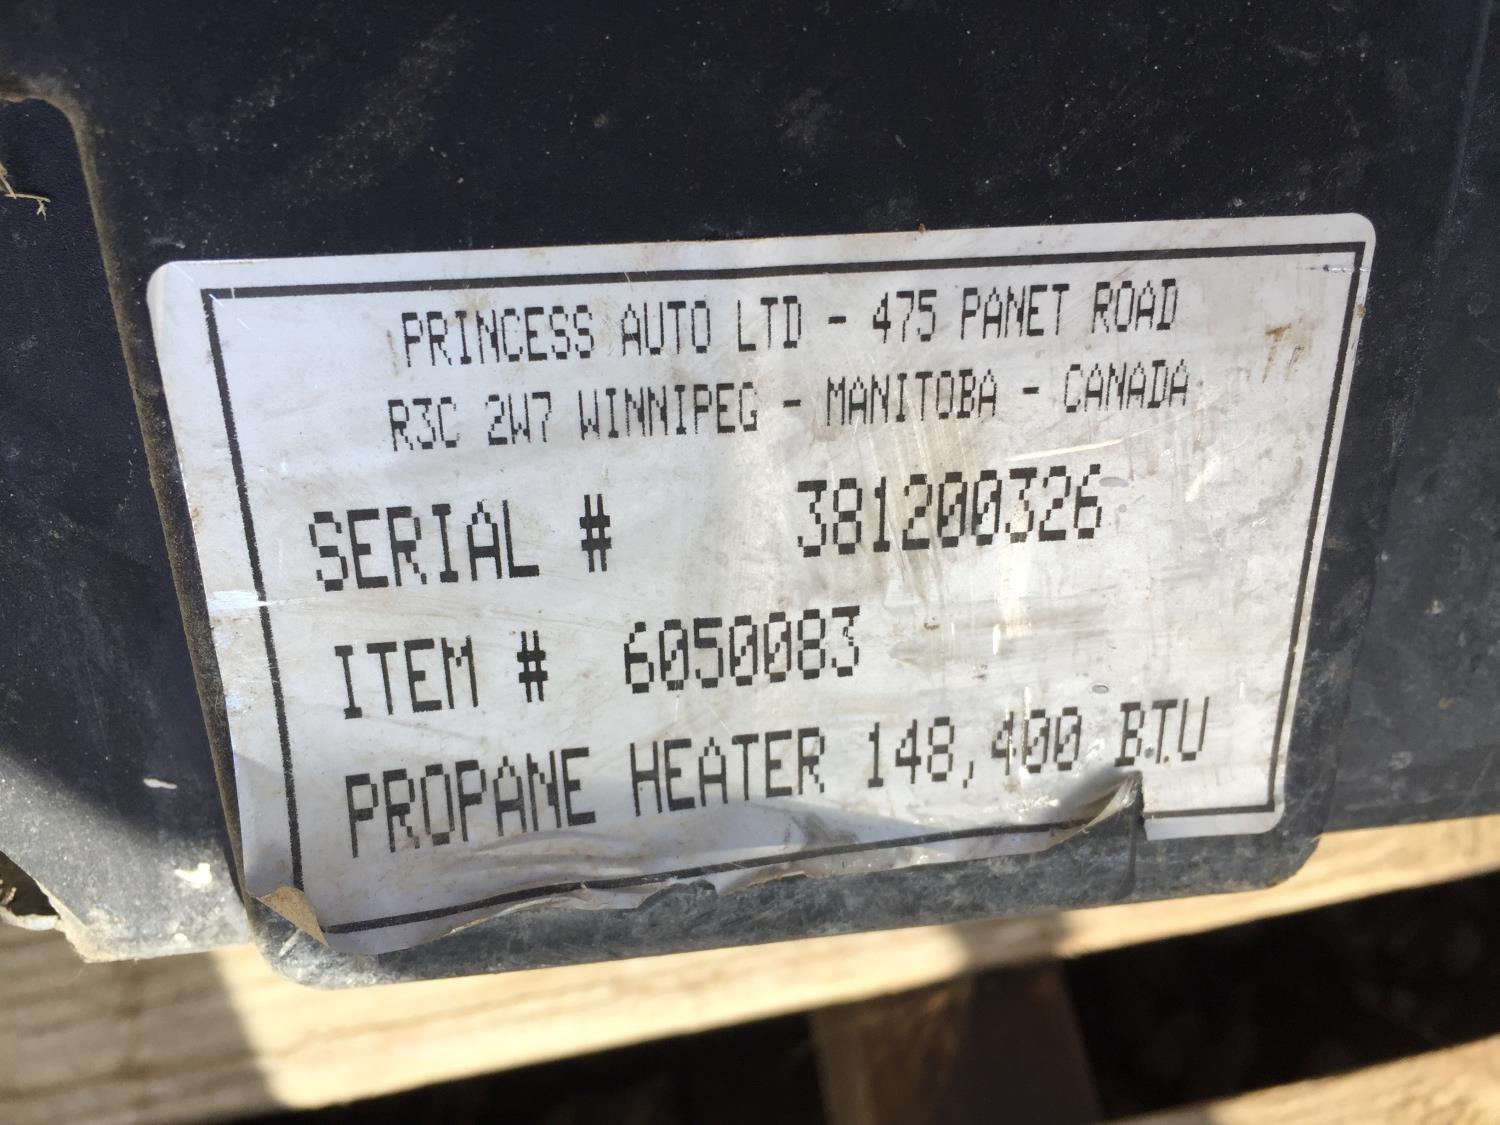 PRINCESS AUTO LTD - 475 PANET ROAD
R3C 2W7 WINNIPEG - MANITOBA - CANADA
SERIAL # 381200326
ITEM # 6050083
PROPANE HEATER 148,400 B.T.U